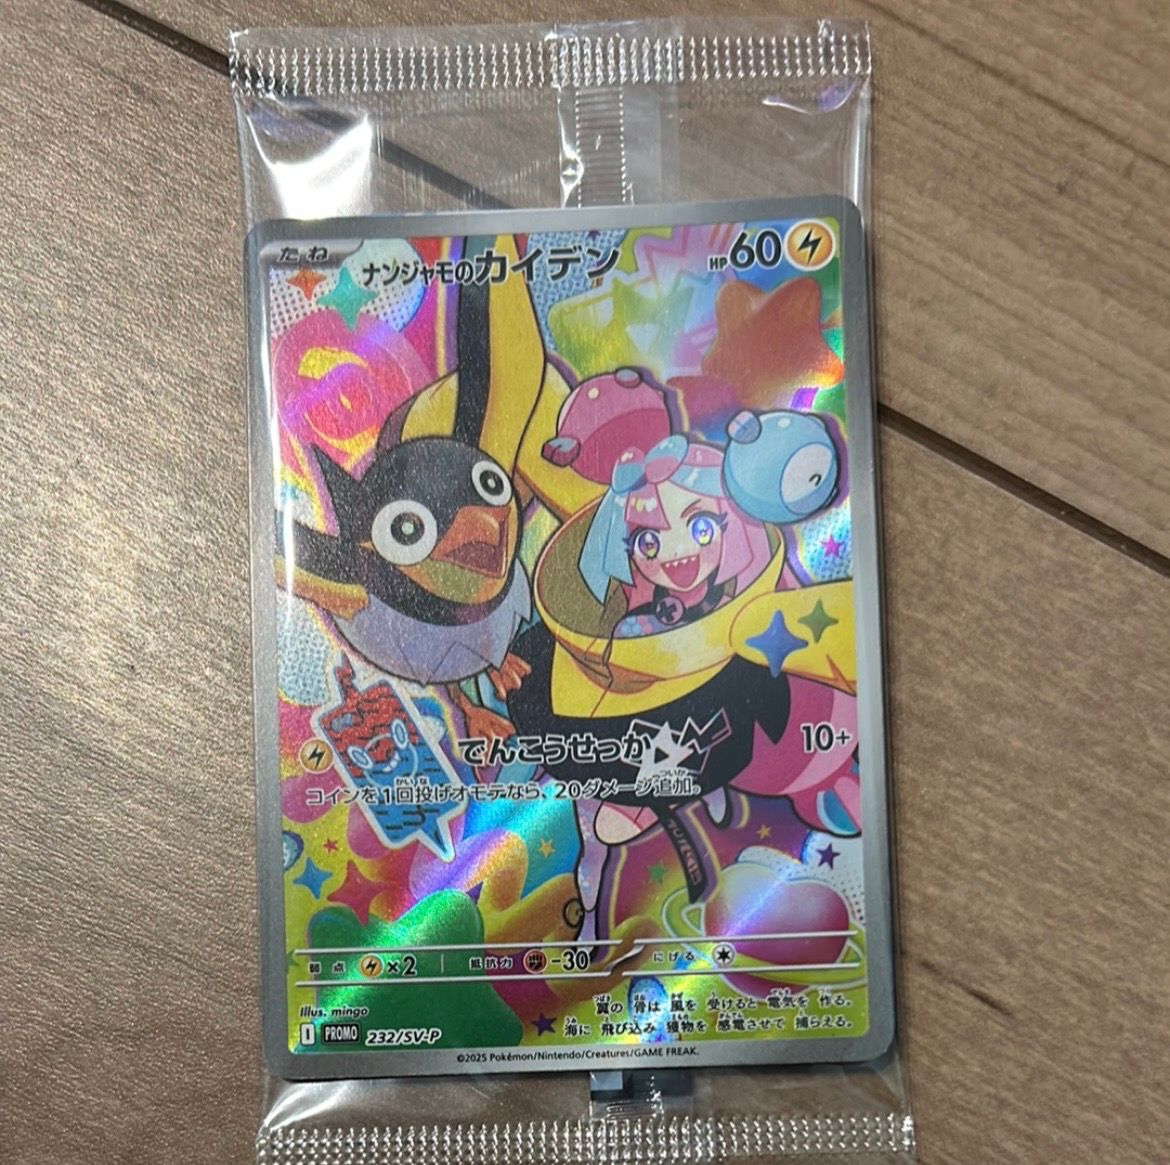 たね
ナンジャモのカイデン HP60
でんこうせっか 10+
コインを1回投げオモテなら、20ダメージ追加。
弱点 ×2 抵抗力 -30 にげる
Illus. mingo
翼の 骨は 風を 受けると 電気を 作る。
海に 飛び込み 獲物を 感電させて 捕らえる。
I PROMO 232/SV-P
©2025 Pokémon/Nintendo/Creatures/GAME FREAK.